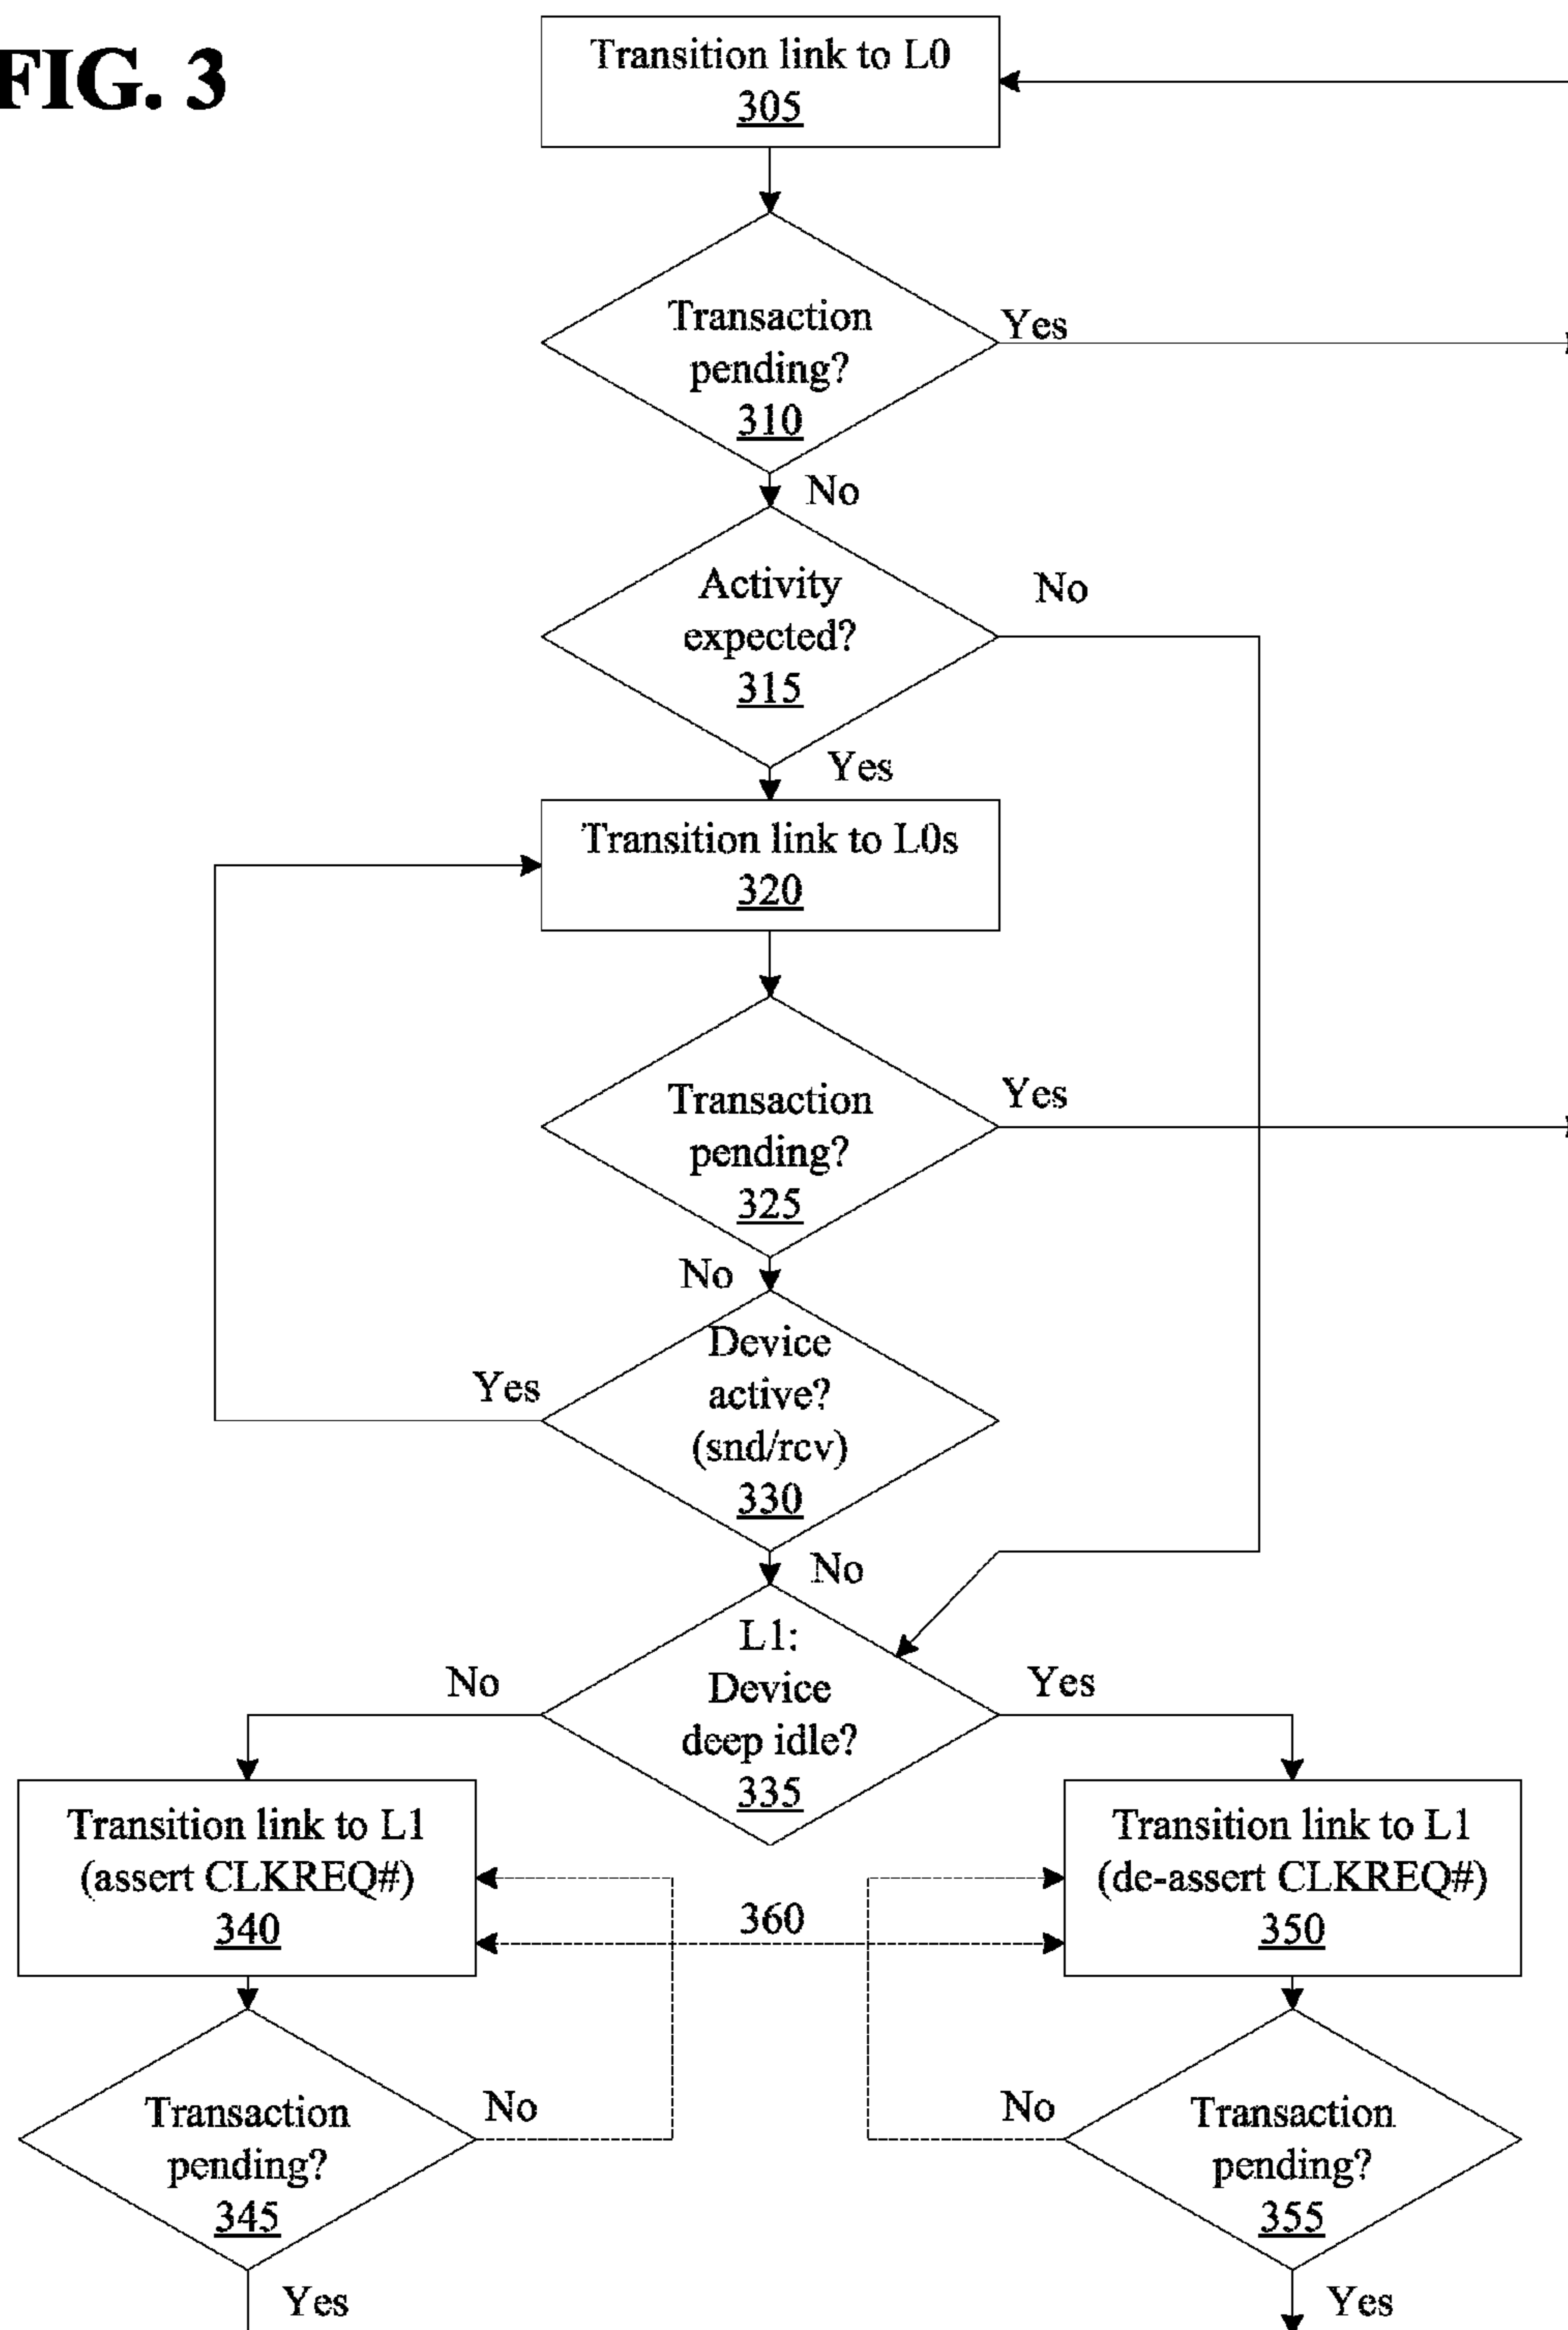 FIG. 3
Transition link to L0
305
Transaction
pending?
310
Yes
No
Activity
expected?
315
No
Yes
Transition link to L0s
320
Transaction
pending?
325
Yes
No
Device
active?
(snd/rcv)
330
Yes
No
L1:
Device
deep idle?
335
No
Yes
Transition link to L1
(assert CLKREQ#)
340
360
Transition link to L1
(de-assert CLKREQ#)
350
Transaction
pending?
345
No
Yes
Transaction
pending?
355
No
Yes